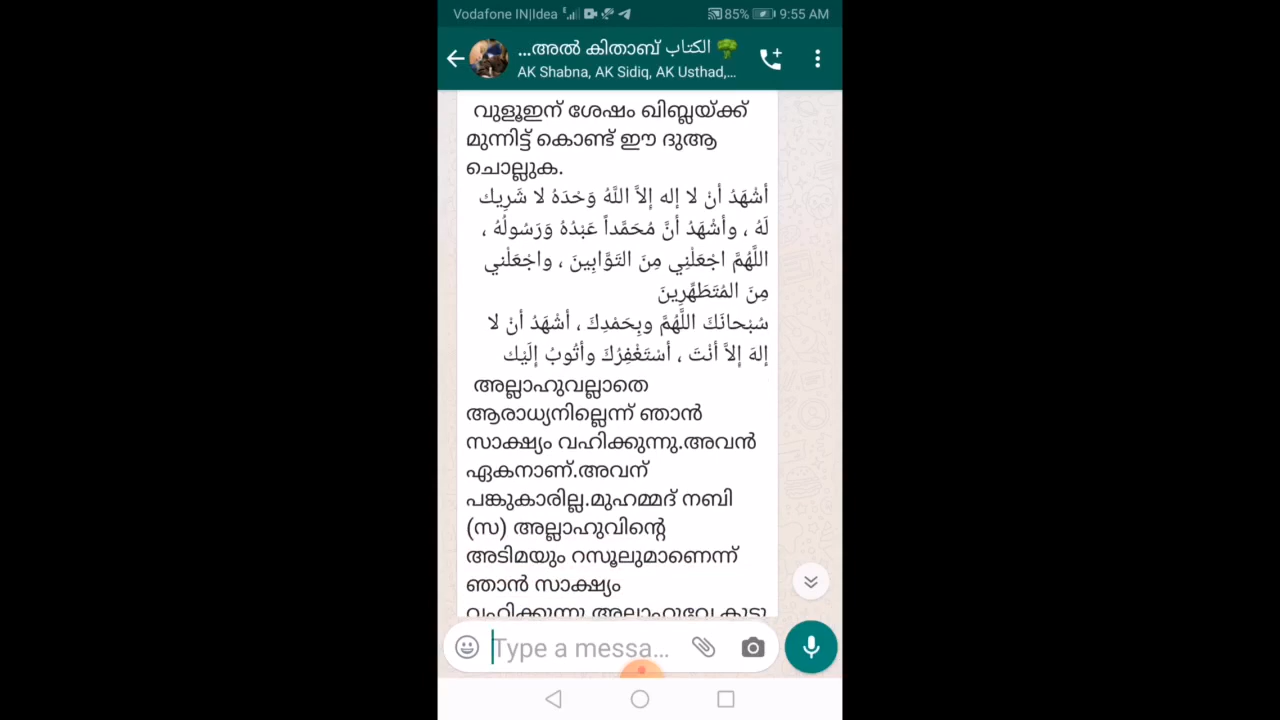 Vodafone IN|Idea 85% 9:55 AM
...അൽ കിതാബ് الكتاب
AK Shabna, AK Sidiq, AK Usthad,...
വുളൂഇന് ശേഷം ഖിബ്ലയ്ക്ക്
മുന്നിട്ട് കൊണ്ട് ഈ ദുആ
ചൊല്ലുക.
أشْهَدُ أنْ لا إله إلاَّ اللَّهُ وَحْدَهُ لا شَرِيك
لَهُ ، وأشْهَدُ أنَّ مُحَمَّداً عَبْدُهُ وَرَسُولُهُ ،
اللَّهُمَّ اجْعَلْنِي مِنَ التَوَّابِينَ ، واجْعَلْني
مِنَ المُتَطَهِّرِينَ
سُبْحانَكَ اللَّهُمَّ وبِحَمْدِكَ ، أشْهَدُ أنْ لا
إلهَ إلاَّ أنْتَ ، أسْتَغْفِرُكَ وأتُوبُ إلَيْك
അല്ലാഹുവല്ലാതെ
ആരാധ്യനില്ലെന്ന് ഞാൻ
സാക്ഷ്യം വഹിക്കുന്നു.അവൻ
ഏകനാണ്.അവന്
പങ്കുകാരില്ല.മുഹമ്മദ് നബി
(സ) അല്ലാഹുവിന്റെ
അടിമയും റസൂലുമാണെന്ന്
ഞാൻ സാക്ഷ്യം
വഹിക്കുന്നു.അല്ലാഹുവേ
Type a messa...